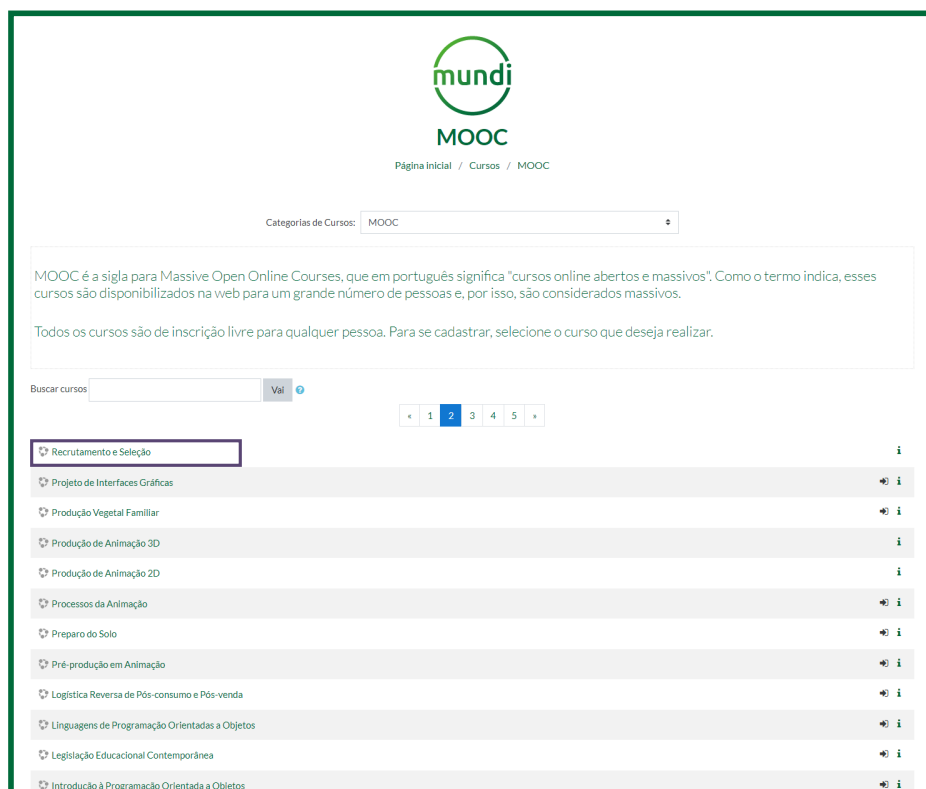 mundi
MOOC
Página inicial / Cursos / MOOC
Categorias de Cursos: MOOC
MOOC é a sigla para Massive Open Online Courses, que em português significa "cursos online abertos e massivos". Como o termo indica, esses
cursos são disponibilizados na web para um grande número de pessoas e, por isso, são considerados massivos.
Todos os cursos são de inscrição livre para qualquer pessoa. Para se cadastrar, selecione o curso que deseja realizar.
Buscar cursos Vai
« 1 2 3 4 5 »
Recrutamento e Seleção
Projeto de Interfaces Gráficas
Produção Vegetal Familiar
Produção de Animação 3D
Produção de Animação 2D
Processos da Animação
Preparo do Solo
Pré-produção em Animação
Logística Reversa de Pós-consumo e Pós-venda
Linguagens de Programação Orientadas a Objetos
Legislação Educacional Contemporânea
Introdução à Programação Orientada a Objetos